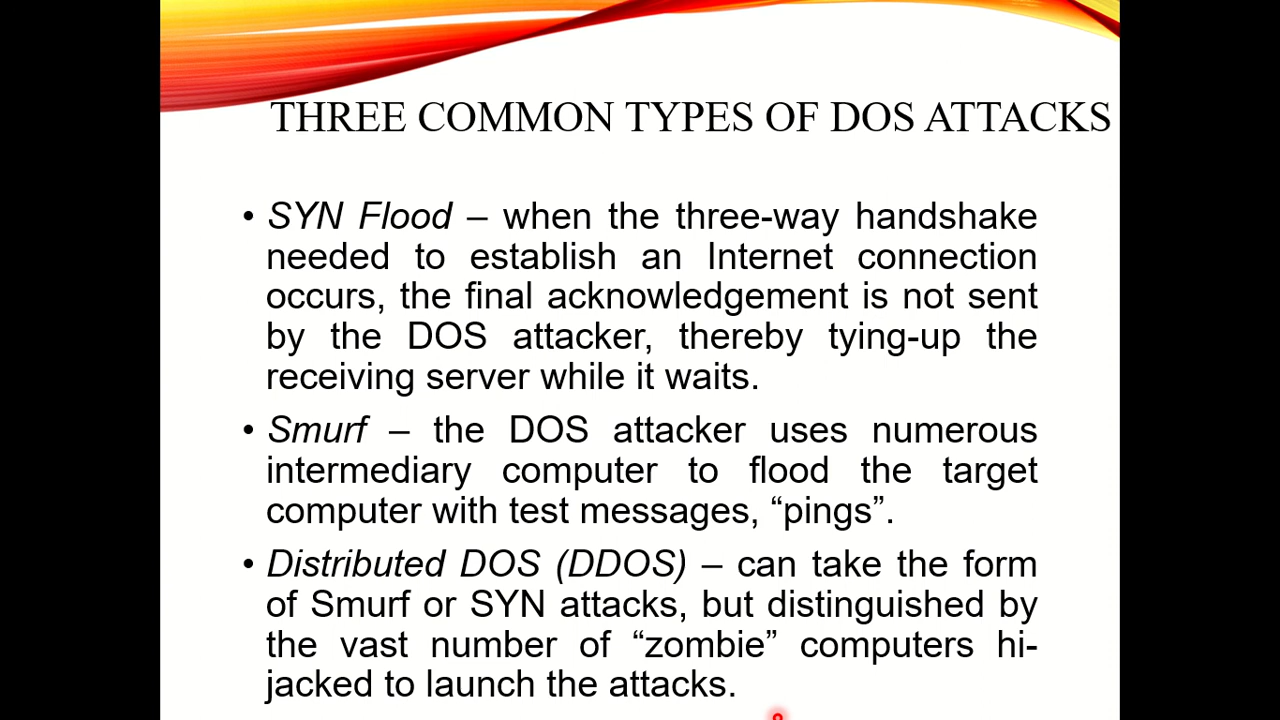 THREE COMMON TYPES OF DOS ATTACKS
• SYN Flood – when the three-way handshake
needed to establish an Internet connection
occurs, the final acknowledgement is not sent
by the DOS attacker, thereby tying-up the
receiving server while it waits.
• Smurf – the DOS attacker uses numerous
intermediary computer to flood the target
computer with test messages, “pings”.
• Distributed DOS (DDOS) – can take the form
of Smurf or SYN attacks, but distinguished by
the vast number of “zombie” computers hi-
jacked to launch the attacks.